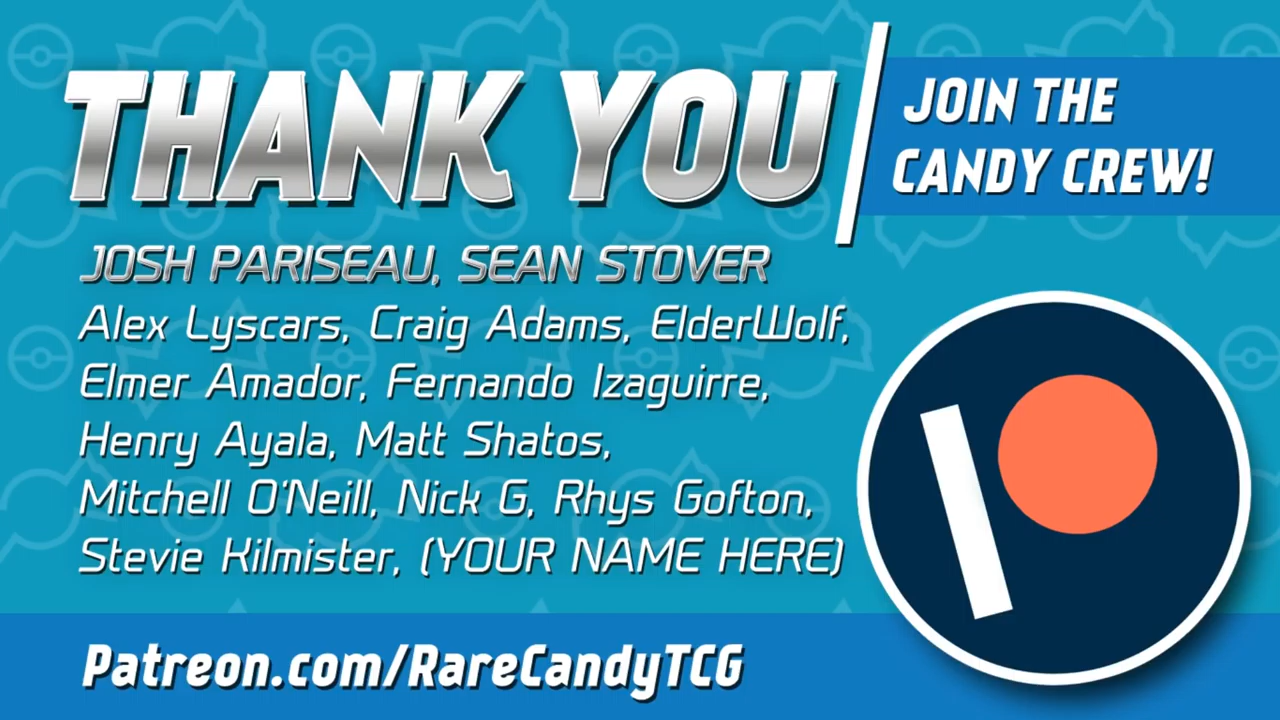 THANK YOU
JOIN THE
CANDY CREW!
JOSH PARISEAU, SEAN STOVER
Alex Lyscars, Craig Adams, ElderWolf,
Elmer Amador, Fernando Izaguirre,
Henry Ayala, Matt Shatos,
Mitchell O'Neill, Nick G, Rhys Gofton,
Stevie Kilmister, (YOUR NAME HERE)
Patreon.com/RareCandyTCG